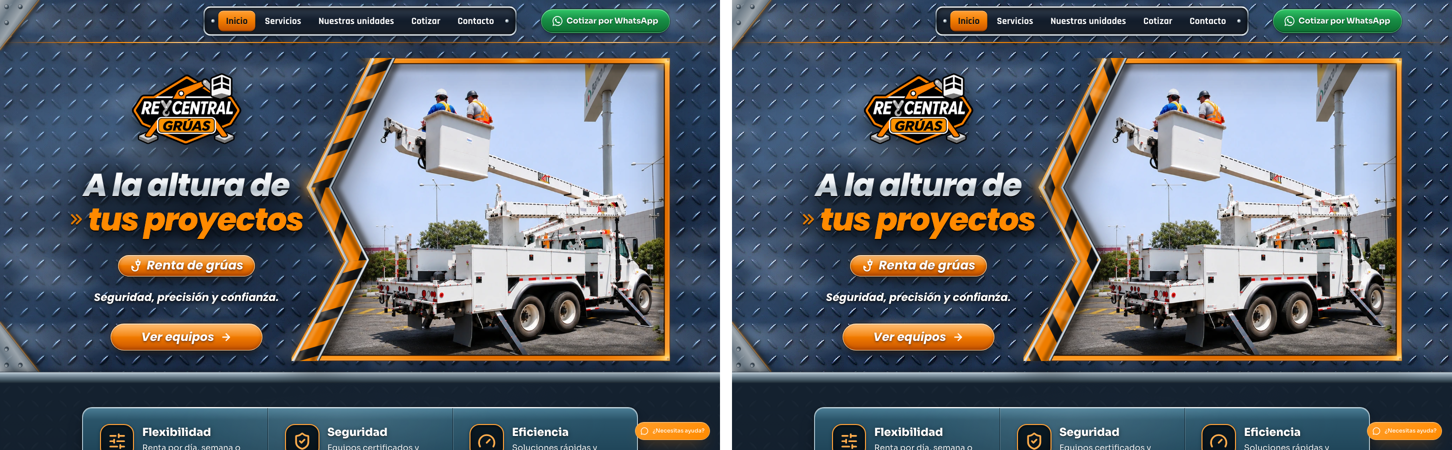 Inicio Servicios Nuestras unidades Cotizar Contacto Cotizar por WhatsApp
REY CENTRAL
GRÚAS
A la altura de
» tus proyectos
Renta de grúas
Seguridad, precisión y confianza.
Ver equipos →
Flexibilidad
Renta por día, semana o
Seguridad
Equipos certificados y
Eficiencia
Soluciones rápidas y
¿Necesitas ayuda?
Inicio Servicios Nuestras unidades Cotizar Contacto Cotizar por WhatsApp
REY CENTRAL
GRÚAS
A la altura de
» tus proyectos
Renta de grúas
Seguridad, precisión y confianza.
Ver equipos →
Flexibilidad
Renta por día, semana o
Seguridad
Equipos certificados y
Eficiencia
Soluciones rápidas y
¿Necesitas ayuda?